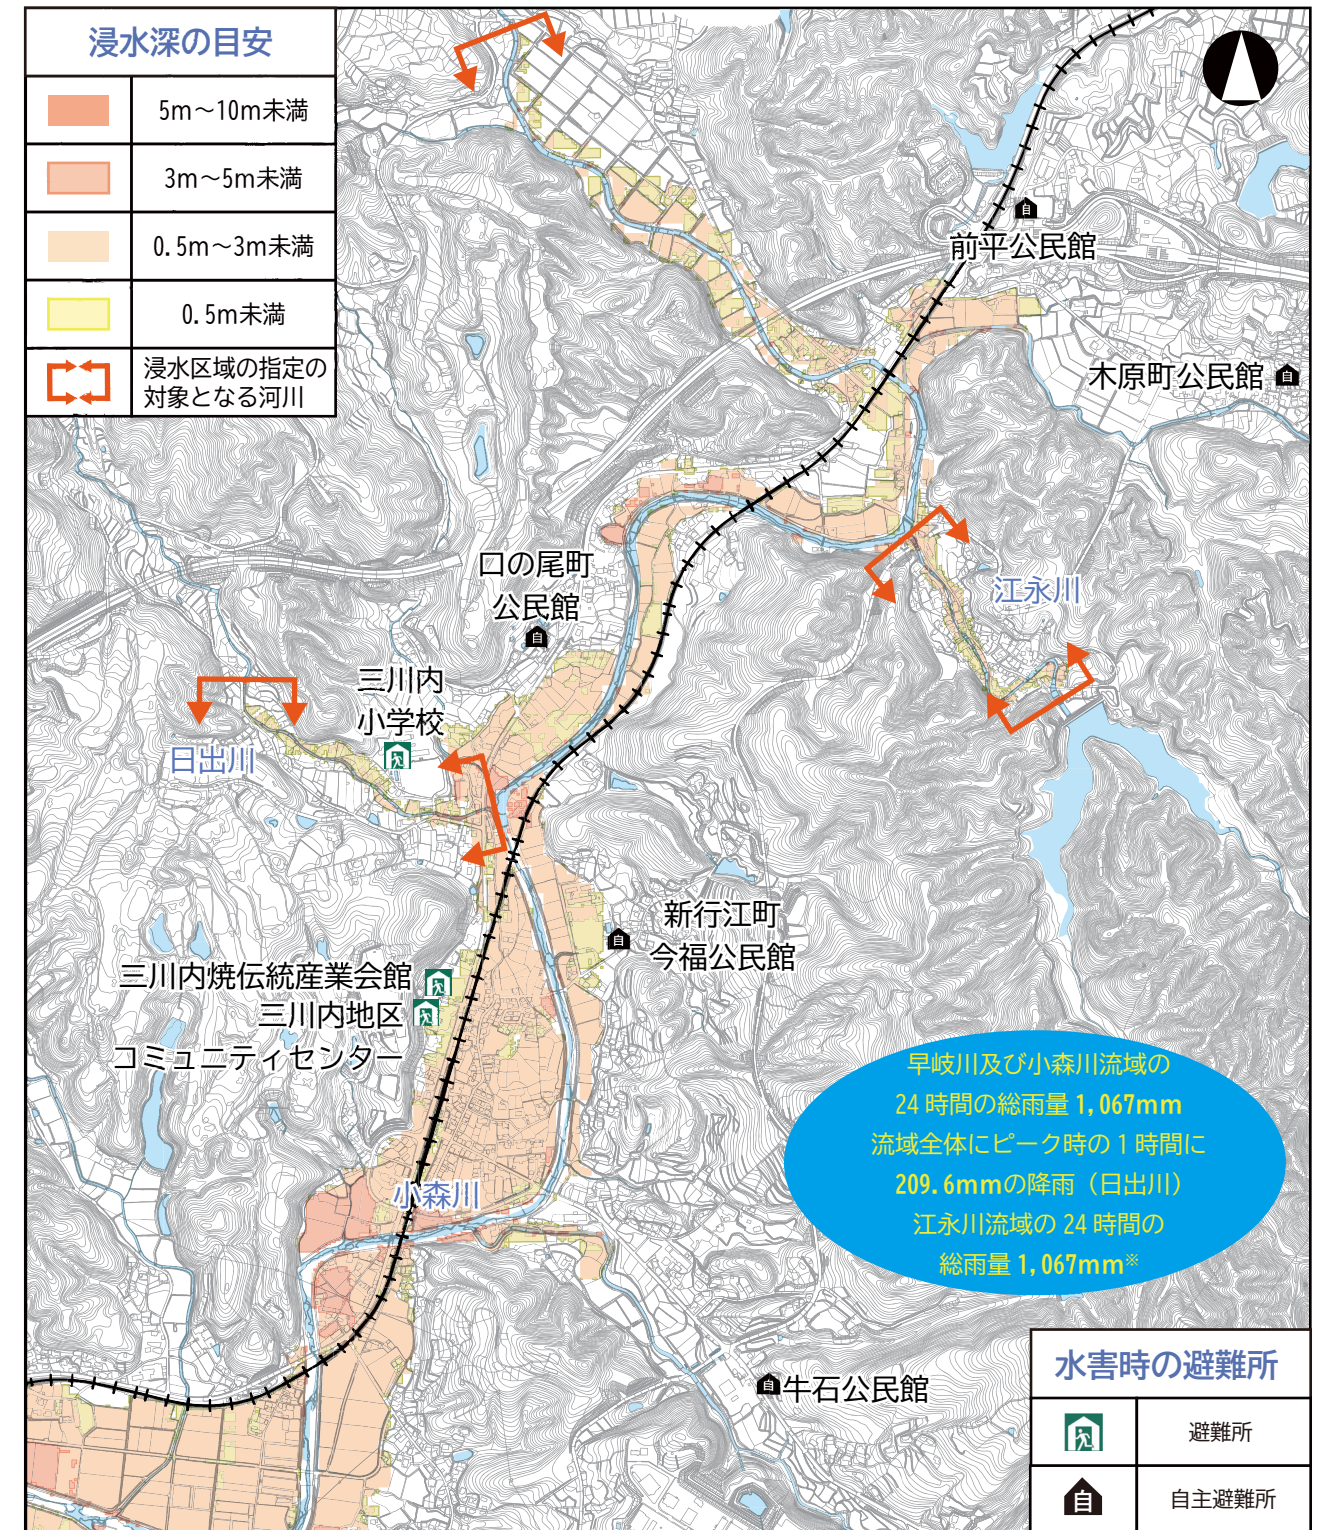 浸水深の目安
5m～10m未満
3m～5m未満
0.5m～3m未満
0.5m未満
浸水区域の指定の
対象となる河川
自
前平公民館
木原町公民館 自
口の尾町
公民館
自
江永川
三川内
小学校
日出川
新行江町
自
今福公民館
三川内焼伝統産業会館
三川内地区
コミュニティセンター
早岐川及び小森川流域の
24時間の総雨量 1,067mm
流域全体にピーク時の1時間に
209.6mmの降雨（日出川）
江永川流域の24時間の
総雨量 1,067mm※
小森川
自 牛石公民館
水害時の避難所
避難所
自 自主避難所